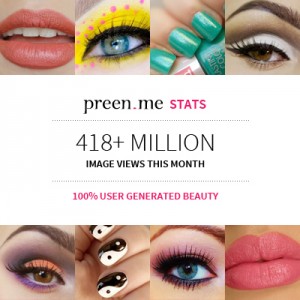 preen.me STATS
418+ MILLION
IMAGE VIEWS THIS MONTH
100% USER GENERATED BEAUTY